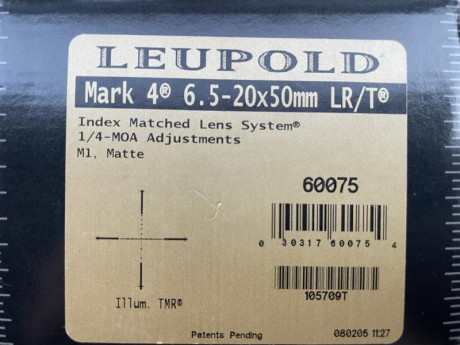 LEUPOLD
Mark 4® 6.5-20x50mm LR/T®
Index Matched Lens System®
1/4-MOA Adjustments
M1, Matte
60075
0 30317 60075 4
105709T
Illum. TMR®
Patents Pending
080205 11:27